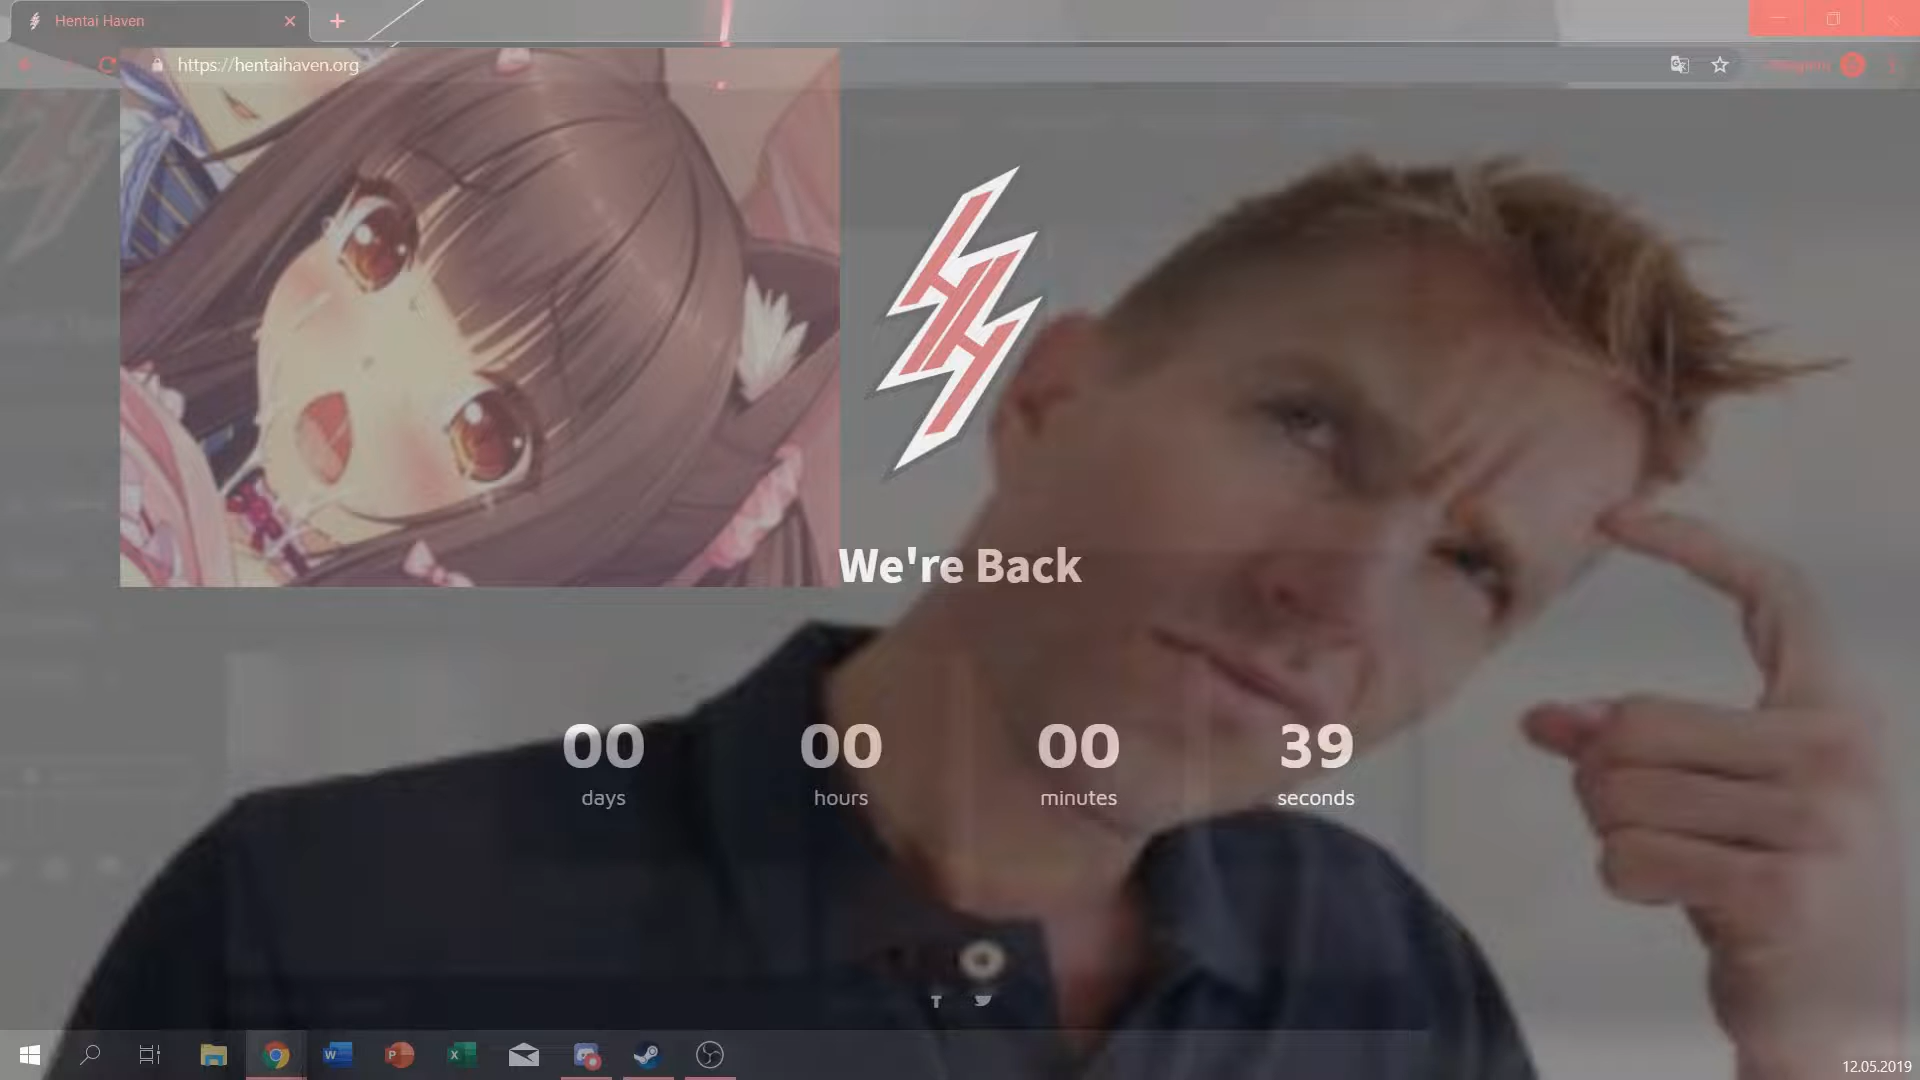 Hentai Haven
https://hentaihaven.org
We're Back
00 00 00 39
days hours minutes seconds
12.05.2019